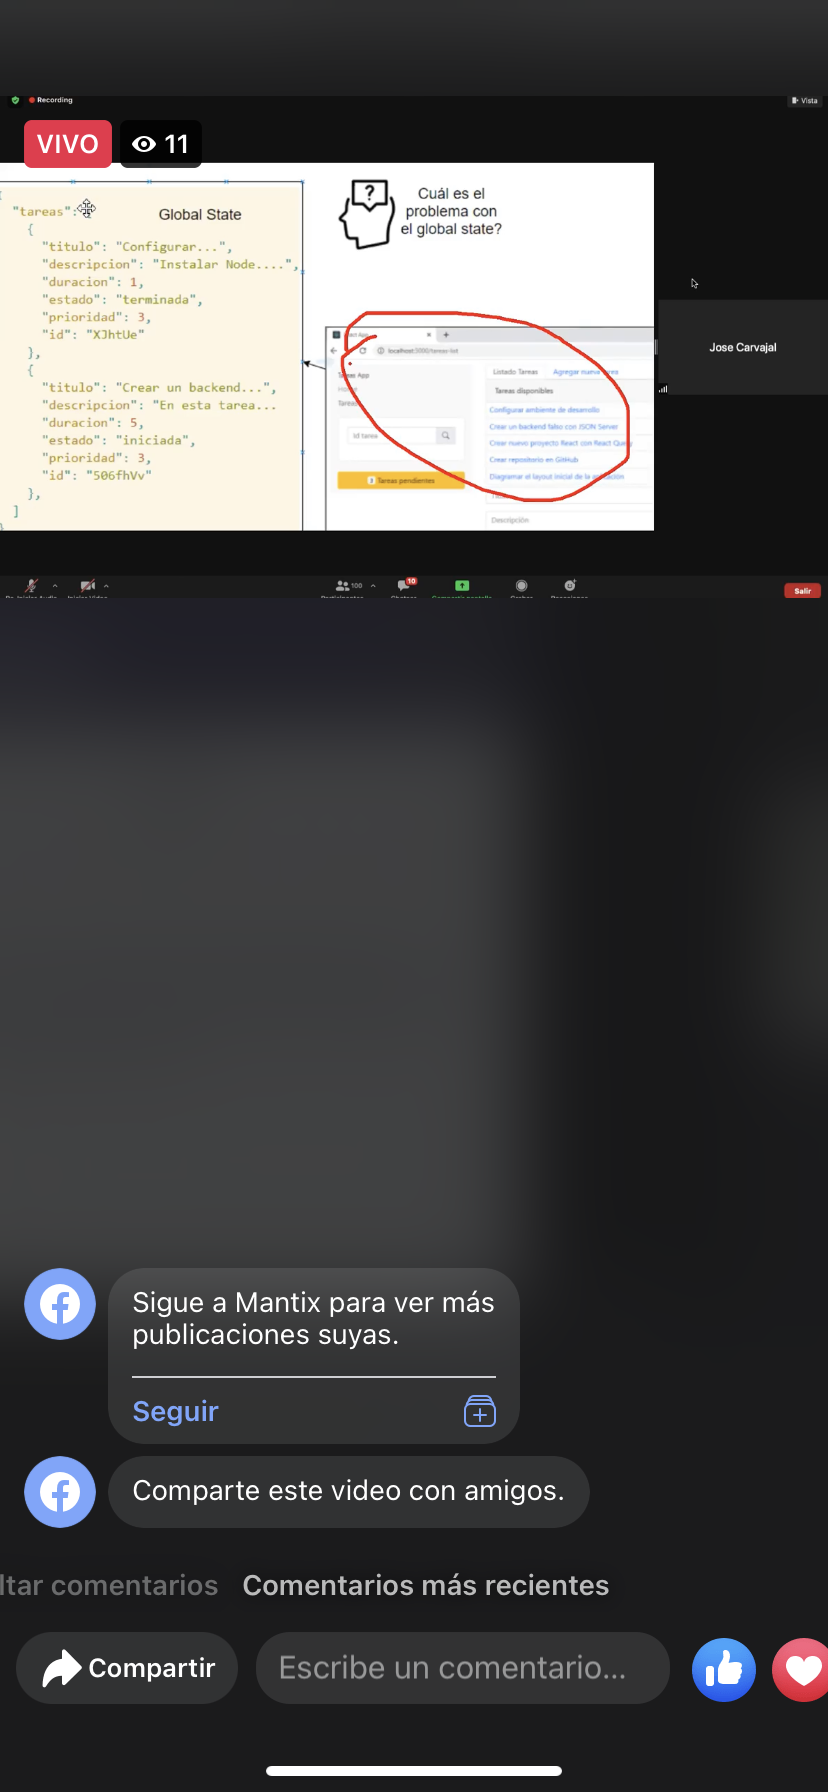 Recording
Vista
VIVO
11
"tareas":
Global State
{
"titulo": "Configurar...",
"descripcion": "Instalar Node....",
"duracion": 1,
"estado": "terminada",
"prioridad": 3,
"id": "XJhtUe"
},
{
"titulo": "Crear un backend...",
"descripcion": "En esta tarea...
"duracion": 5,
"estado": "iniciada",
"prioridad": 3,
"id": "506fhVv"
},
]
?
Cuál es el
problema con
el global state?
localhost:3000/tareas-list
Tareas App
Listado Tareas
Agregar nueva tarea
Tareas disponibles
Configurar ambiente de desarrollo
Crear un backend falso con JSON Server
Crear nuevo proyecto React con React Query
Crear repositorio en GitHub
Diagramar el layout inicial de la aplicación
Id tarea
3 Tareas pendientes
Descripción
Jose Carvajal
100
10
Salir
Sigue a Mantix para ver más
publicaciones suyas.
Seguir
Comparte este video con amigos.
ltar comentarios
Comentarios más recientes
Compartir
Escribe un comentario...